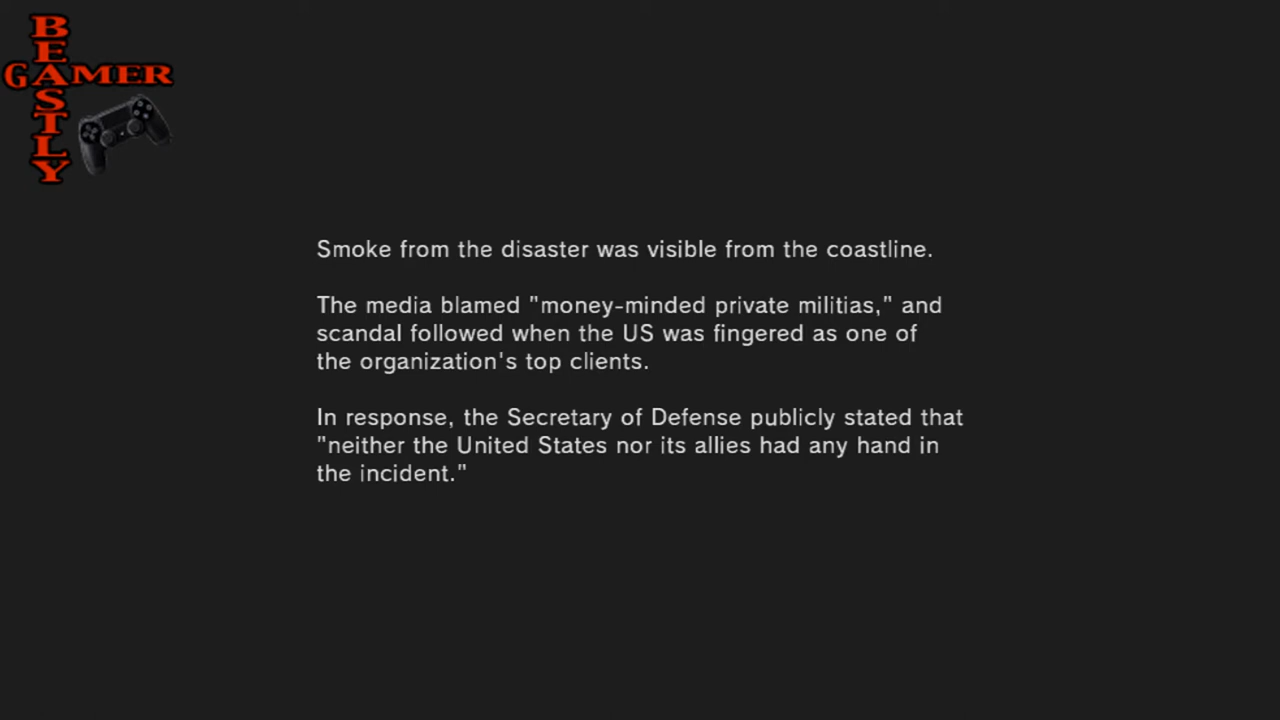 BEASTLY
GAMER
Smoke from the disaster was visible from the coastline.
The media blamed "money-minded private militias," and
scandal followed when the US was fingered as one of
the organization's top clients.
In response, the Secretary of Defense publicly stated that
"neither the United States nor its allies had any hand in
the incident."